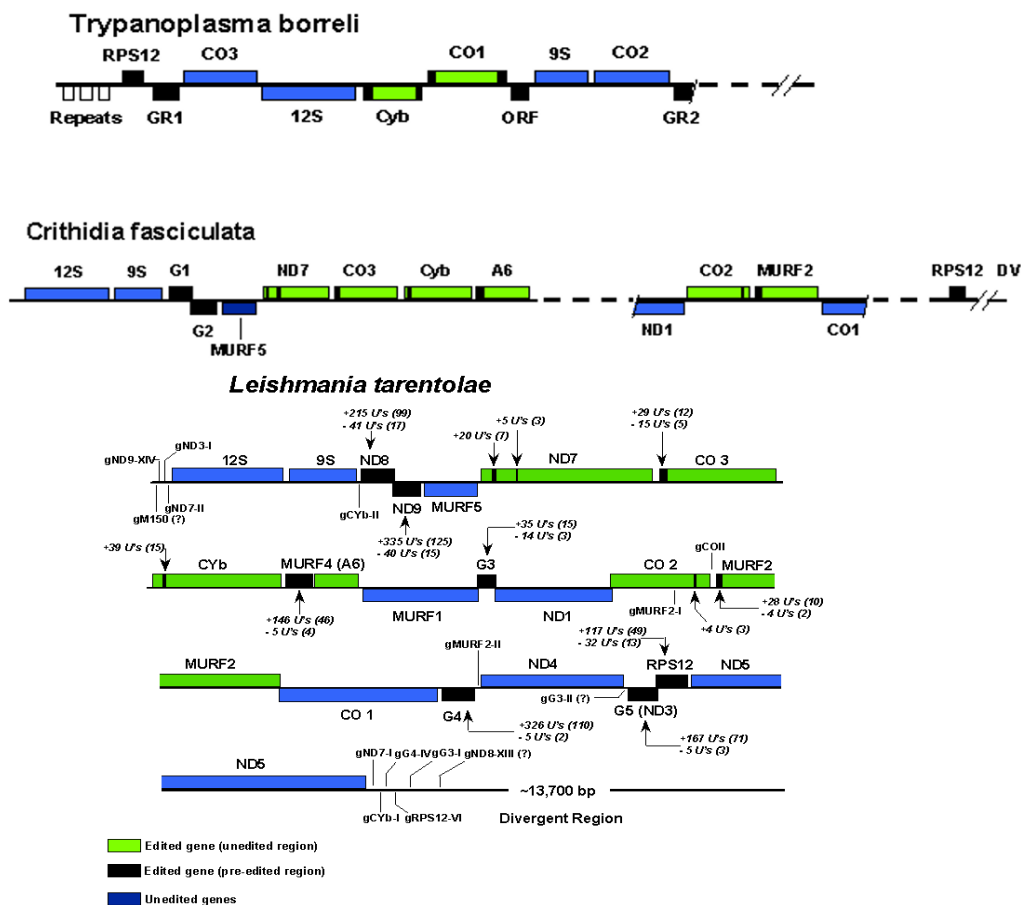 Trypanoplasma borreli
RPS12 CO3 CO1 9S CO2
Repeats GR1 12S Cyb ORF GR2
Crithidia fasciculata
12S 9S G1 ND7 CO3 Cyb A6 CO2 MURF2 RPS12 DV
G2 MURF5 ND1 CO1
Leishmania tarentolae
+215 U's (99)
- 41 U's (17)
+20 U's (7)
+5 U's (3)
+29 U's (12)
- 15 U's (5)
gND9-XIV gND3-I 12S 9S ND8 ND7 CO 3
gM150 (?) gND7-II gCYb-II ND9 MURF5
+335 U's (125)
- 40 U's (15)
+35 U's (15)
- 14 U's (3)
+39 U's (15)
CYb MURF4 (A6) G3 CO 2 gCOII MURF2
MURF1 ND1 gMURF2-I
+146 U's (46)
- 5 U's (4)
+4 U's (3)
+28 U's (10)
- 4 U's (2)
+117 U's (49)
- 32 U's (13)
MURF2 gMURF2-II ND4 RPS12 ND5
CO 1 G4 gG3-II (?) G5 (ND3)
+326 U's (110)
- 5 U's (2)
+167 U's (71)
- 5 U's (3)
ND5 gND7-I gG4-IV gG3-I gND8-XIII (?)
~13,700 bp
gCYb-I gRPS12-VI Divergent Region
Edited gene (unedited region)
Edited gene (pre-edited region)
Unedited genes